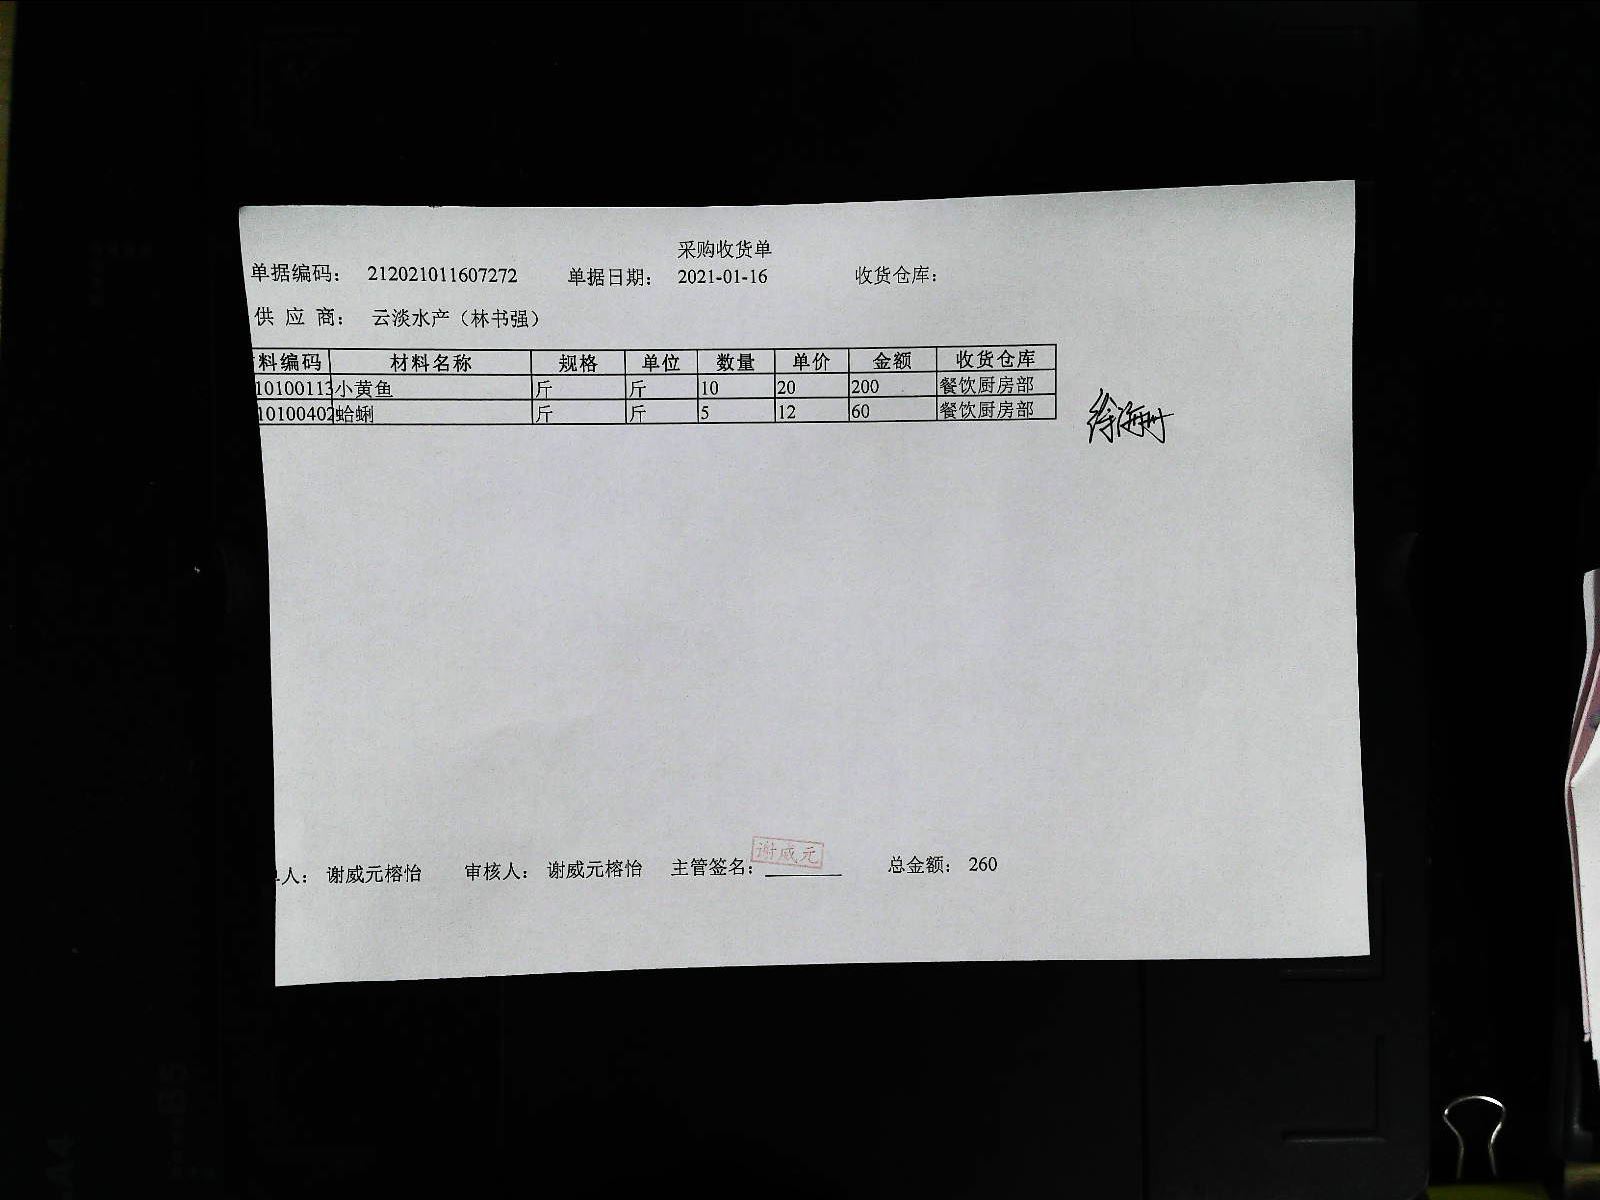 采购收货单
单据编码: 212021011607272 单据日期: 2021-01-16 收货仓库:
供 应 商: 云淡水产（林书强）
料编码 材料名称 规格 单位 数量 单价 金额 收货仓库
10100113 小黄鱼 斤 斤 10 20 200 餐饮厨房部
10100402 蛤蜊 斤 斤 5 12 60 餐饮厨房部
谢威元
人: 谢威元榕怡 审核人: 谢威元榕怡 主管签名: 总金额: 260